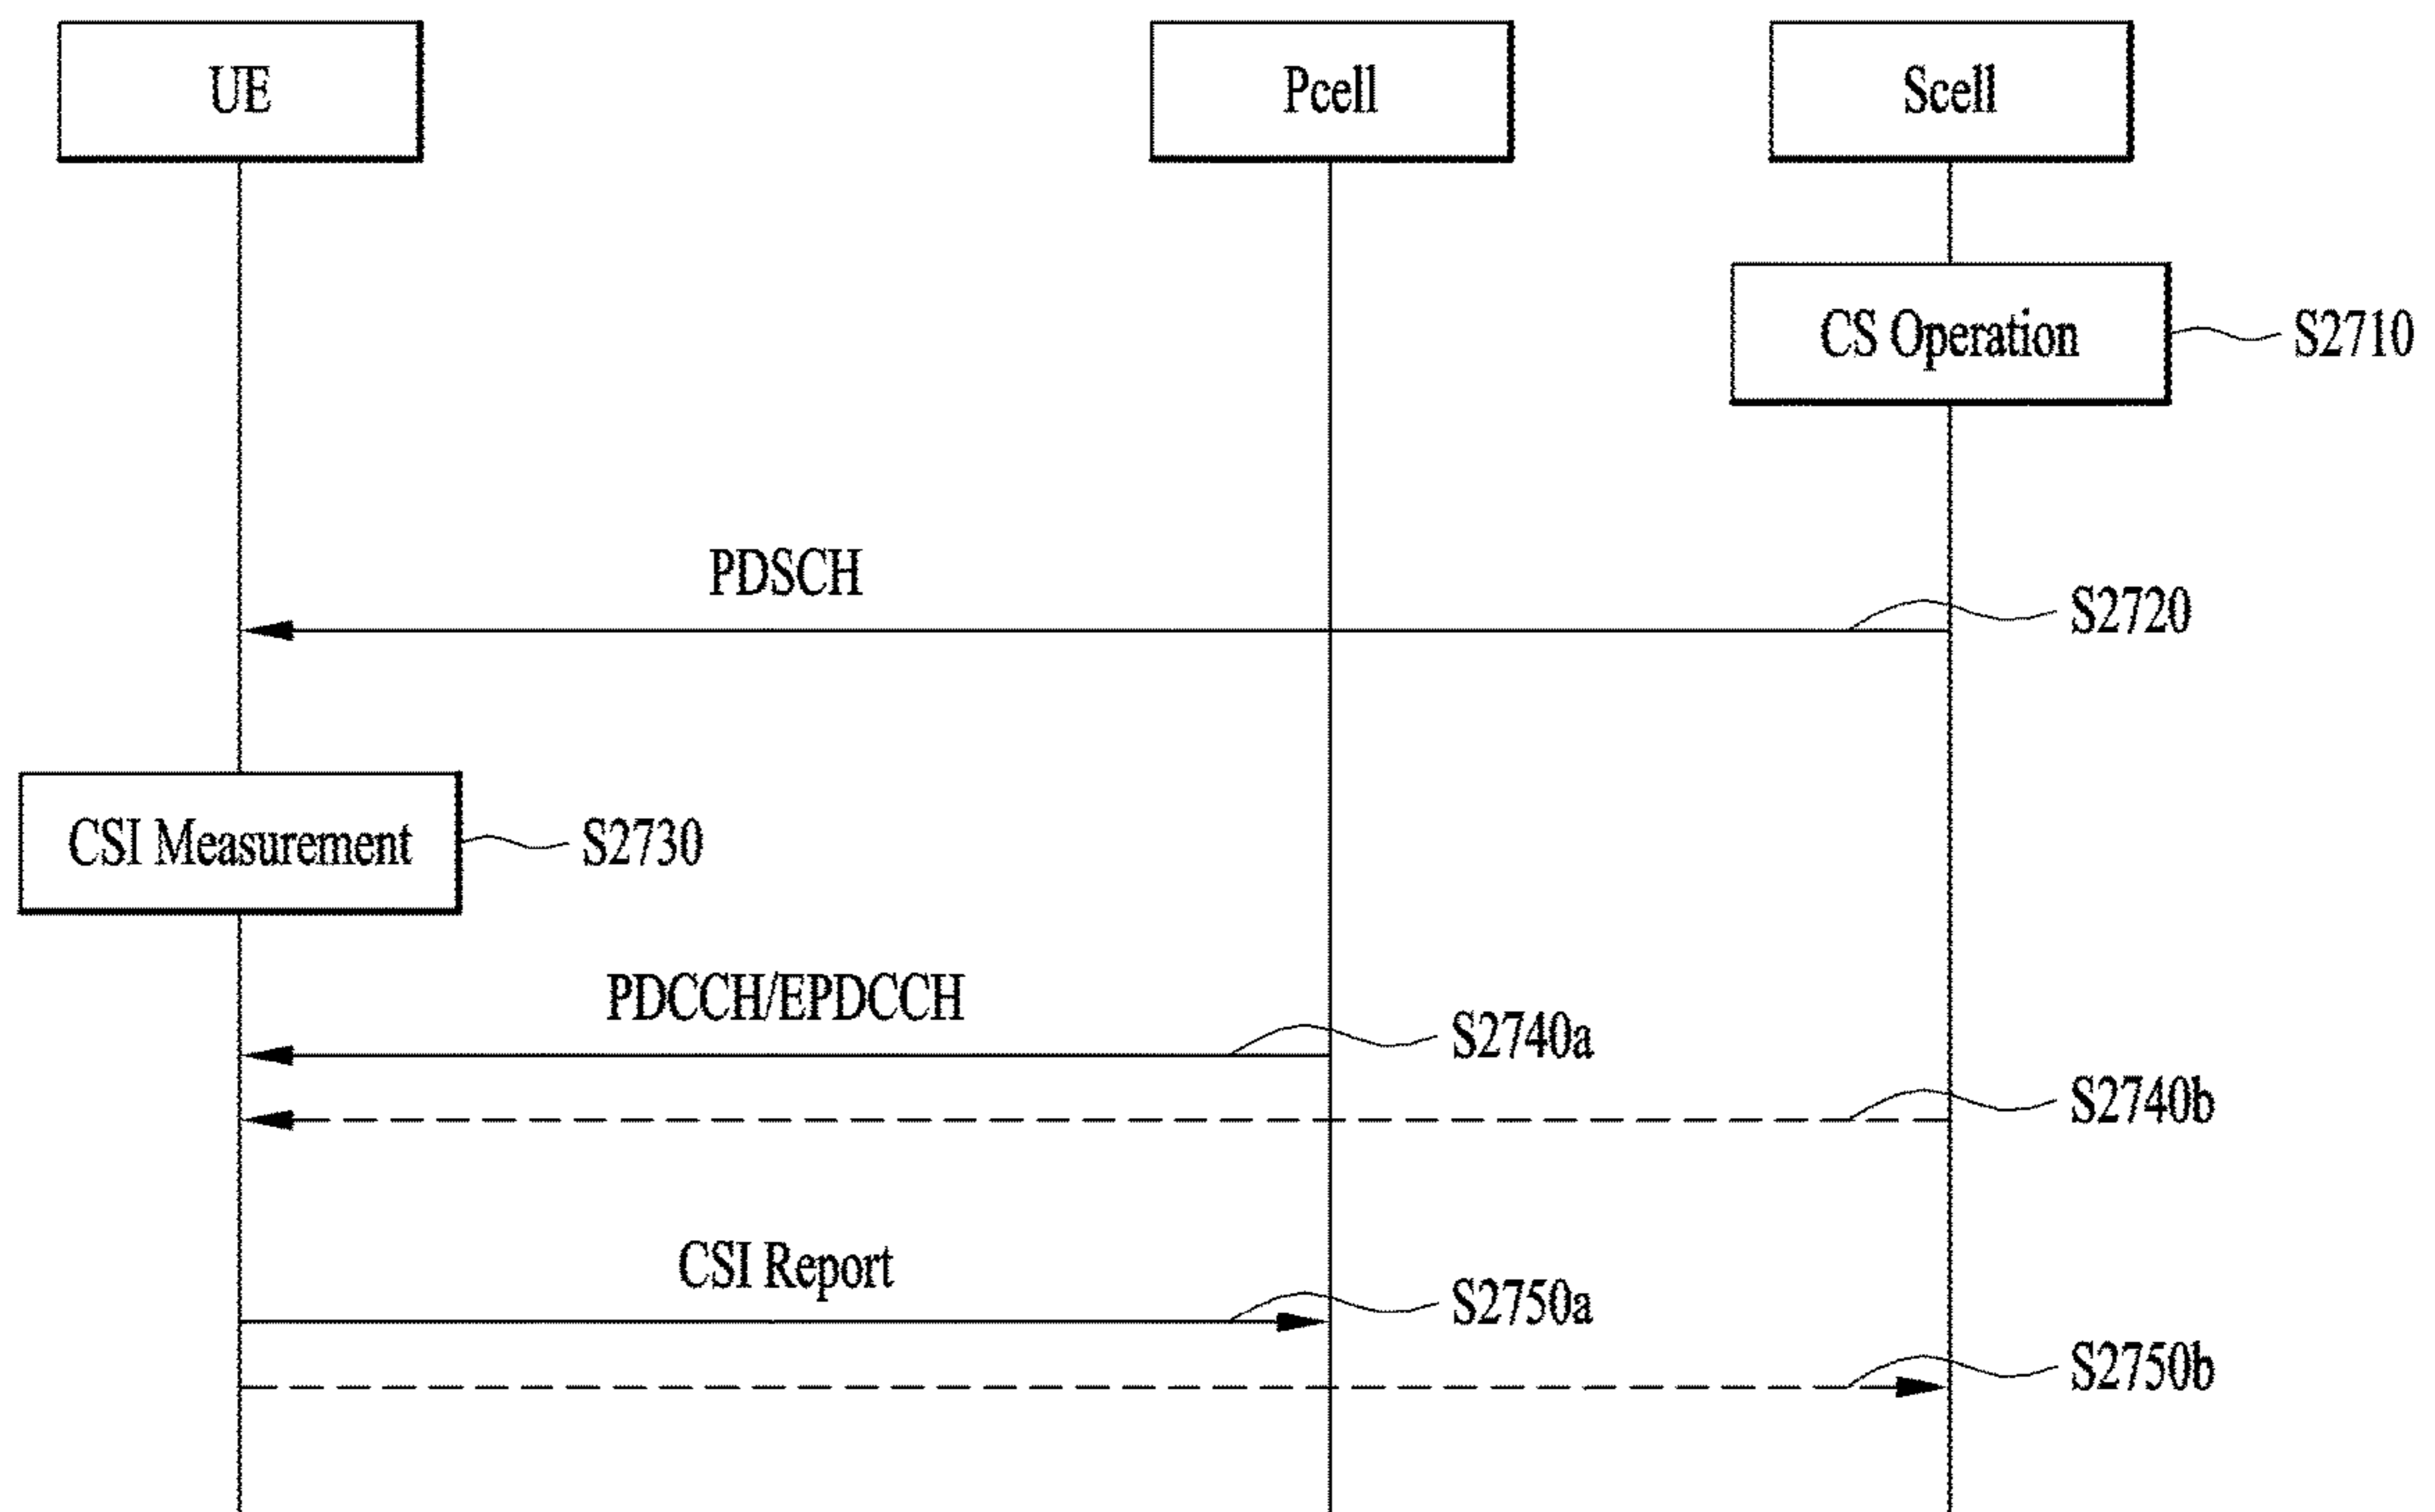 UE
Pcell
Scell
CS Operation
S2710
PDSCH
S2720
CSI Measurement
S2730
PDCCH/EPDCCH
S2740a
S2740b
CSI Report
S2750a
S2750b